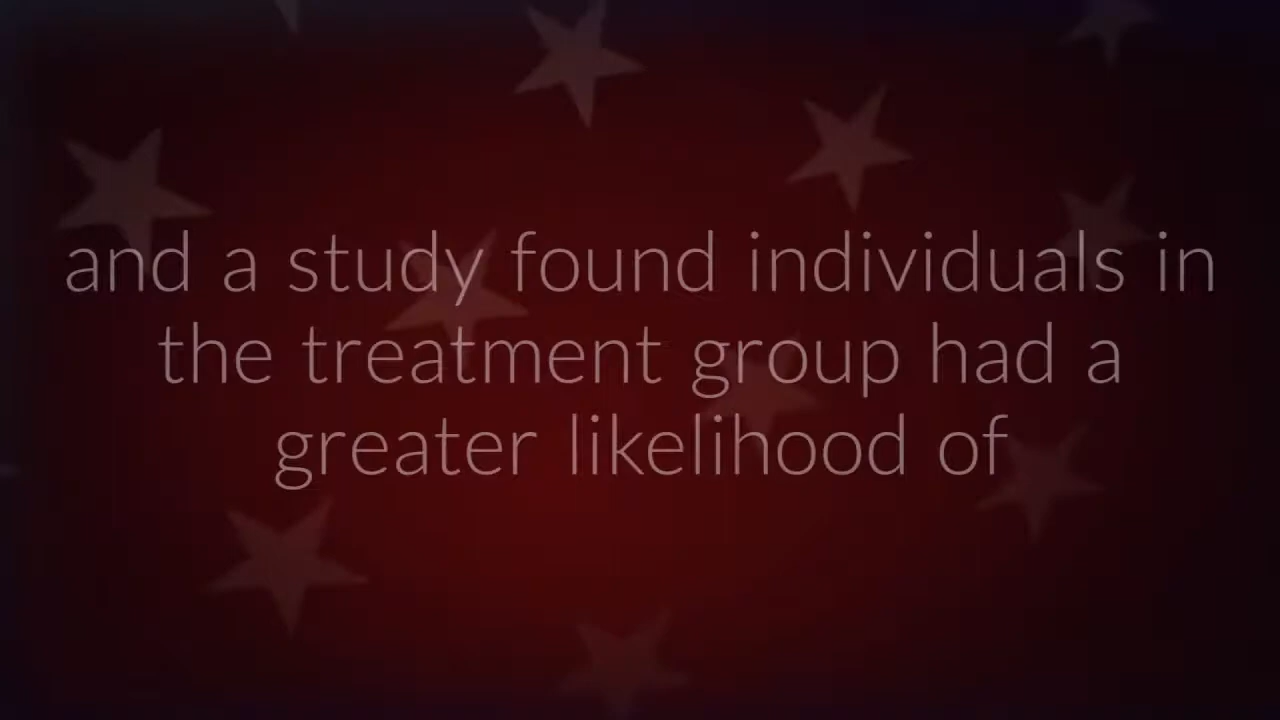 and a study found individuals in
the treatment group had a
greater likelihood of